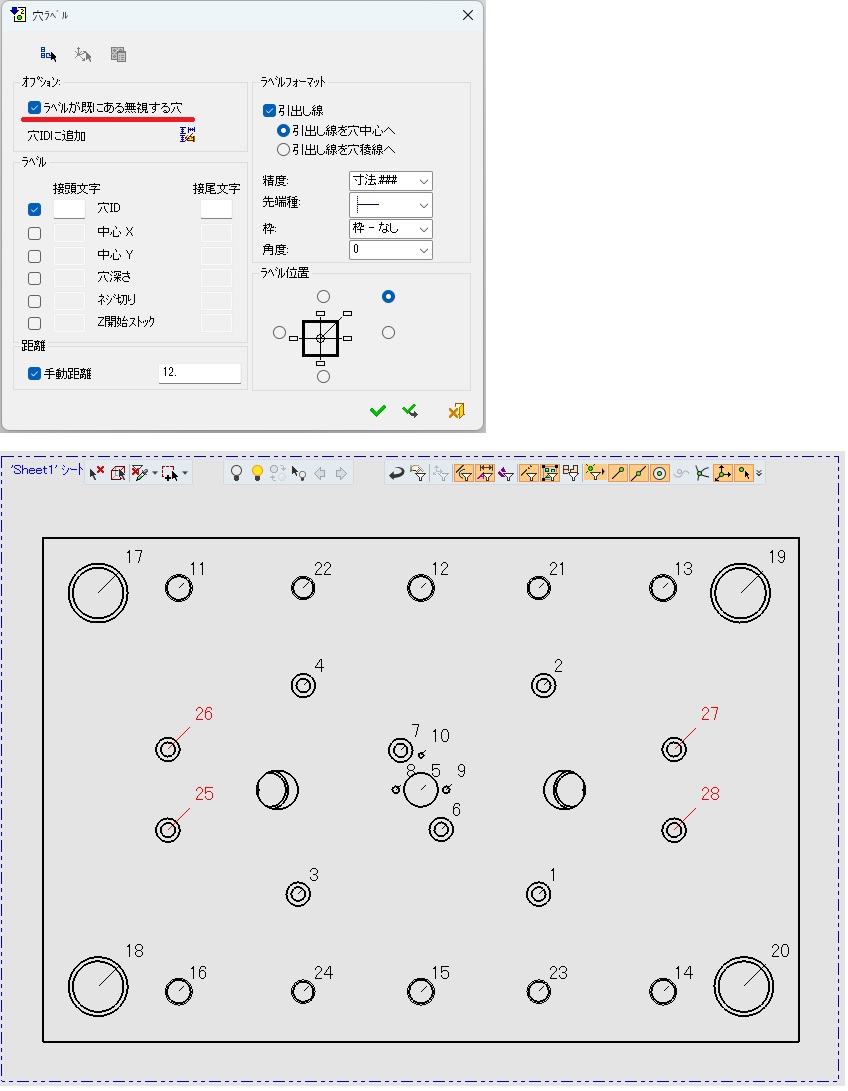 穴ﾗﾍﾞﾙ
ｵﾌﾟｼｮﾝ:
ﾗﾍﾞﾙが既にある無視する穴
穴IDに追加
ﾗﾍﾞﾙ
接頭文字 接尾文字
穴ID
中心 X
中心 Y
穴深さ
ﾈｼﾞ切り
Z開始ｽﾄｯｸ
距離
手動距離 12.
ﾗﾍﾞﾙﾌｫｰﾏｯﾄ
引出し線
引出し線を穴中心へ
引出し線を穴稜線へ
精度: 寸法.###
先端種:
枠: 枠 - なし
角度: 0
ﾗﾍﾞﾙ位置
'Sheet1' ｼｰﾄ
17 11 22 12 21 13 19
4 2
26 27
7 10
8 5 9
25 28
6
3 1
18 16 24 15 23 14 20